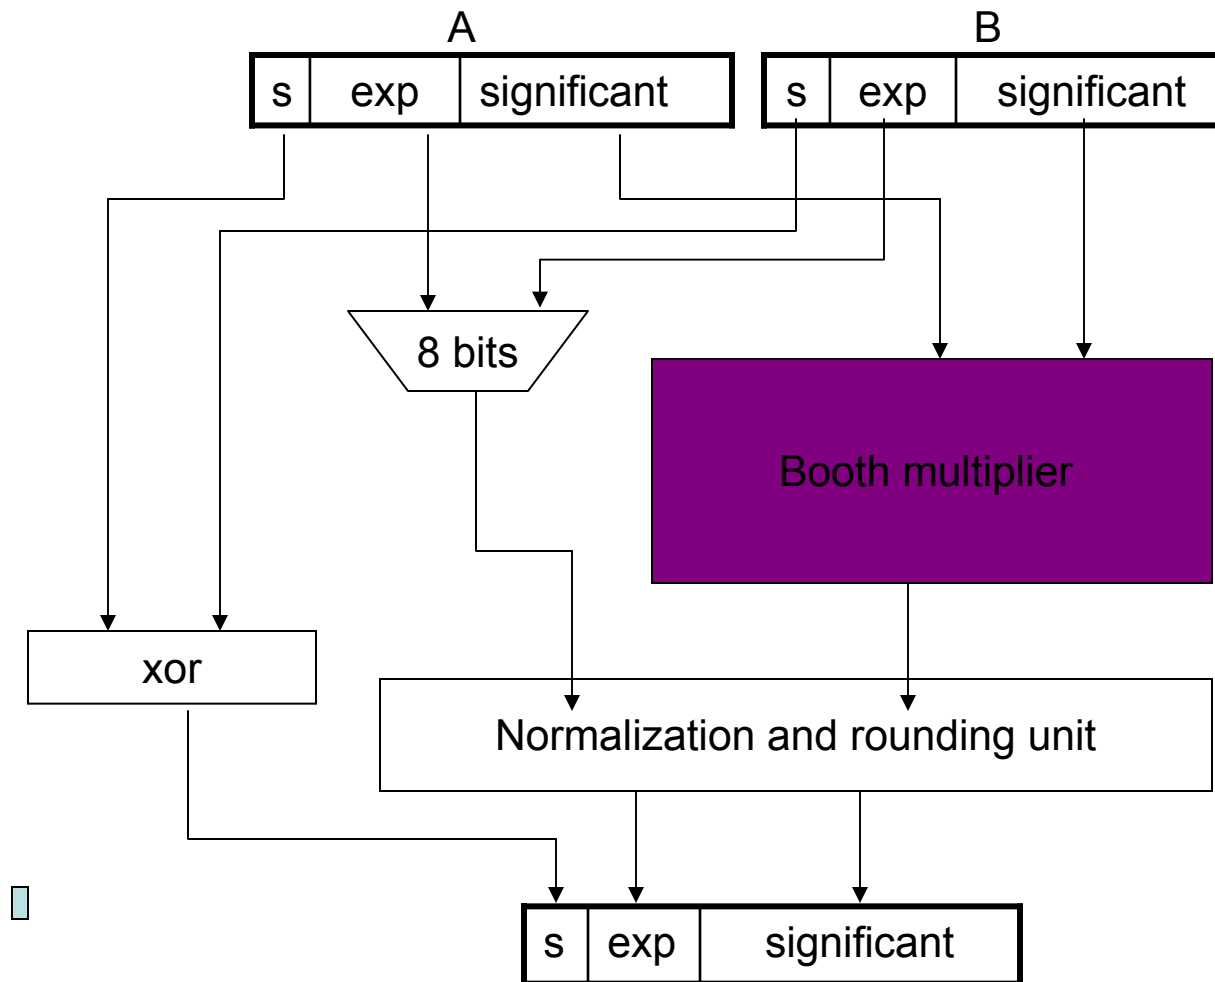 A
B
s exp significant
s exp significant
8 bits
Booth multiplier
xor
Normalization and rounding unit
s exp significant